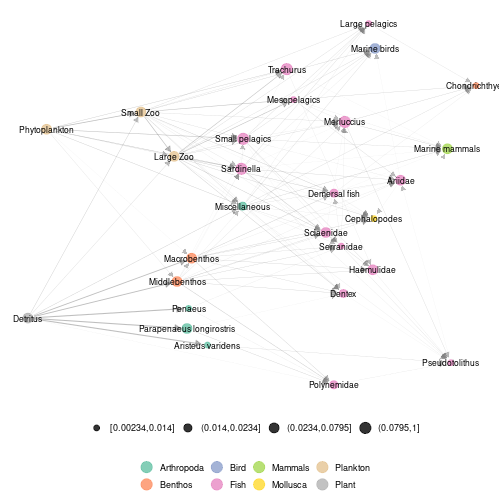 Large pelagics
Marine birds
Trachurus
Chondrichthye
Mesopelagics
Small Zoo
Merluccius
Phytoplankton
Small pelagics
Marine mammals
Large Zoo
Sardinella
Ariidae
Demersal fish
Miscellaneous
Cephalopodes
Sciaenidae
Serranidae
Macrobenthos
Haemulidae
Middlebenthos
Dentex
Penaeus
Detritus
Parapenaeus longirostris
Aristeus varidens
Pseudotolithus
Polynemidae
[0.00234,0.014] (0.014,0.0234] (0.0234,0.0795] (0.0795,1]
Arthropoda Bird Mammals Plankton
Benthos Fish Mollusca Plant